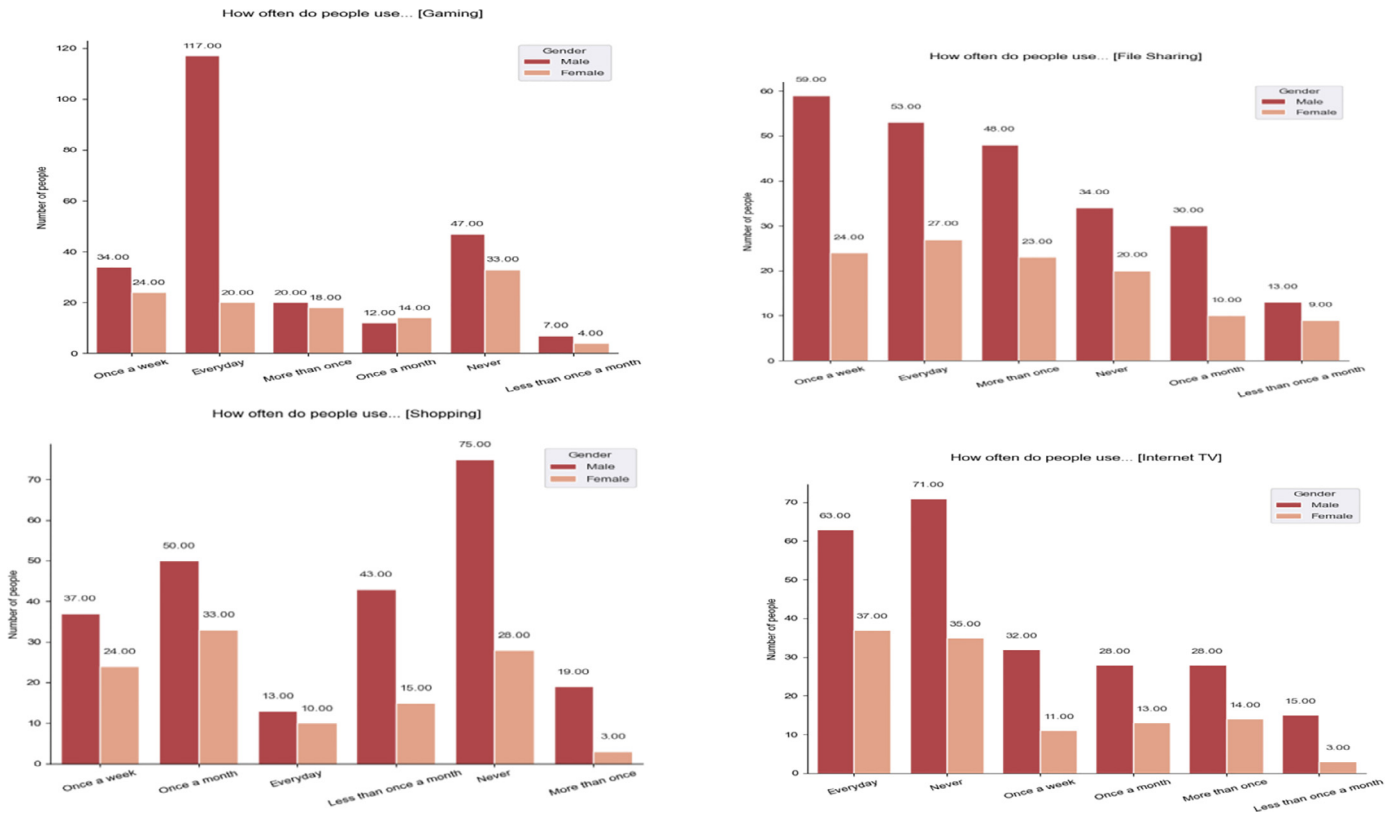 How often do people use... [Gaming]
Gender
Male
Female
Number of people
120
100
80
60
40
20
0
34.00
24.00
117.00
20.00
20.00
18.00
12.00
14.00
47.00
33.00
7.00
4.00
Once a week
Everyday
More than once
Once a month
Never
Less than once a month
How often do people use... [File Sharing]
Gender
Male
Female
Number of people
60
50
40
30
20
10
0
59.00
24.00
53.00
27.00
48.00
23.00
34.00
20.00
30.00
10.00
13.00
9.00
Once a week
Everyday
More than once
Never
Once a month
Less than once a month
How often do people use... [Shopping]
Gender
Male
Female
Number of people
70
60
50
40
30
20
10
0
37.00
24.00
50.00
33.00
13.00
10.00
43.00
15.00
75.00
28.00
19.00
3.00
Once a week
Once a month
Everyday
Less than once a month
Never
More than once
How often do people use... [Internet TV]
Gender
Male
Female
Number of people
70
60
50
40
30
20
10
0
63.00
37.00
71.00
35.00
32.00
11.00
28.00
13.00
28.00
14.00
15.00
3.00
Everyday
Never
Once a week
Once a month
More than once
Less than once a month